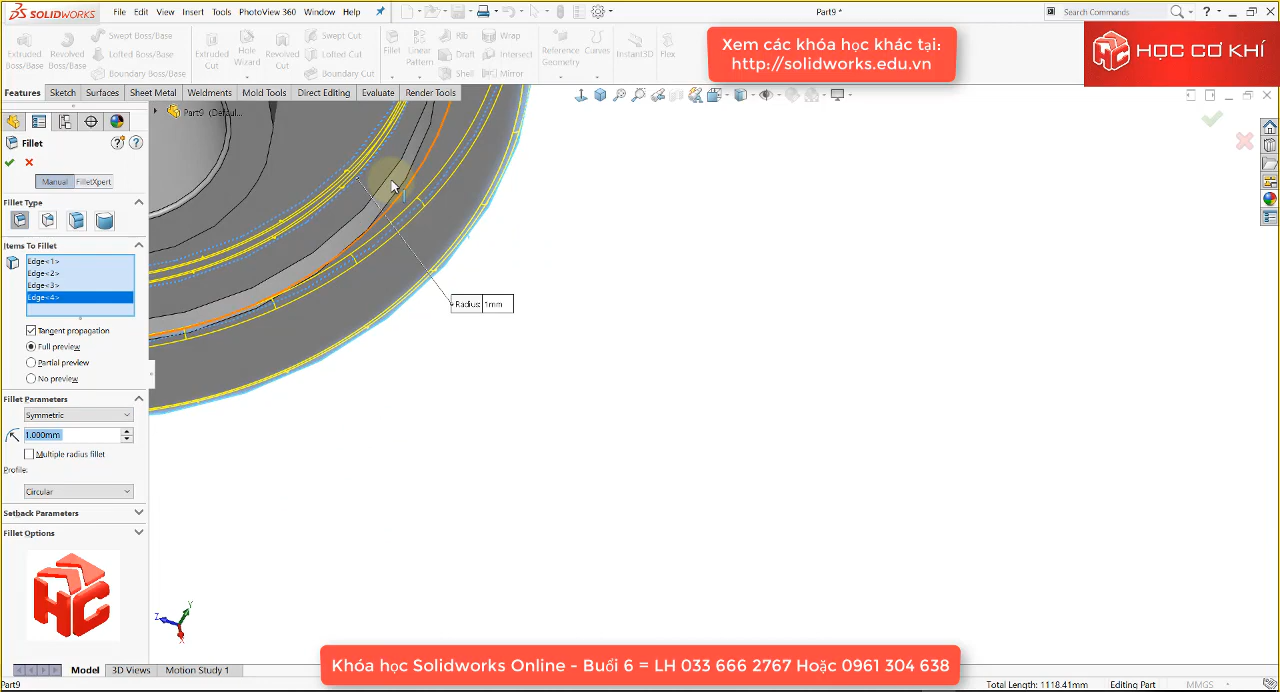 SOLIDWORKS File Edit View Insert Tools PhotoView 360 Window Help Part9 * Search Commands
Extruded Boss/Base
Revolved Boss/Base
Swept Boss/Base
Lofted Boss/Base
Boundary Boss/Base
Extruded Cut
Hole Wizard
Revolved Cut
Swept Cut
Lofted Cut
Boundary Cut
Fillet
Linear Pattern
Rib
Draft
Shell
Wrap
Intersect
Mirror
Reference Geometry
Curves
Instant3D
Flex
Xem các khóa học khác tại:
http://solidworks.edu.vn
HỌC CƠ KHÍ
Features Sketch Surfaces Sheet Metal Weldments Mold Tools Direct Editing Evaluate Render Tools
Part9 (Defaul...
Fillet
Manual FilletXpert
Fillet Type
Items To Fillet
Edge<1>
Edge<2>
Edge<3>
Edge<4>
Tangent propagation
Full preview
Partial preview
No preview
Fillet Parameters
Symmetric
1.000mm
Multiple radius fillet
Profile:
Circular
Setback Parameters
Fillet Options
Radius: 1mm
HC
Y
Z
X
Model 3D Views Motion Study 1
Khóa học Solidworks Online - Buổi 6 = LH 033 666 2767 Hoặc 0961 304 638
Part9 Total Length: 1118.41mm Editing Part MMGS